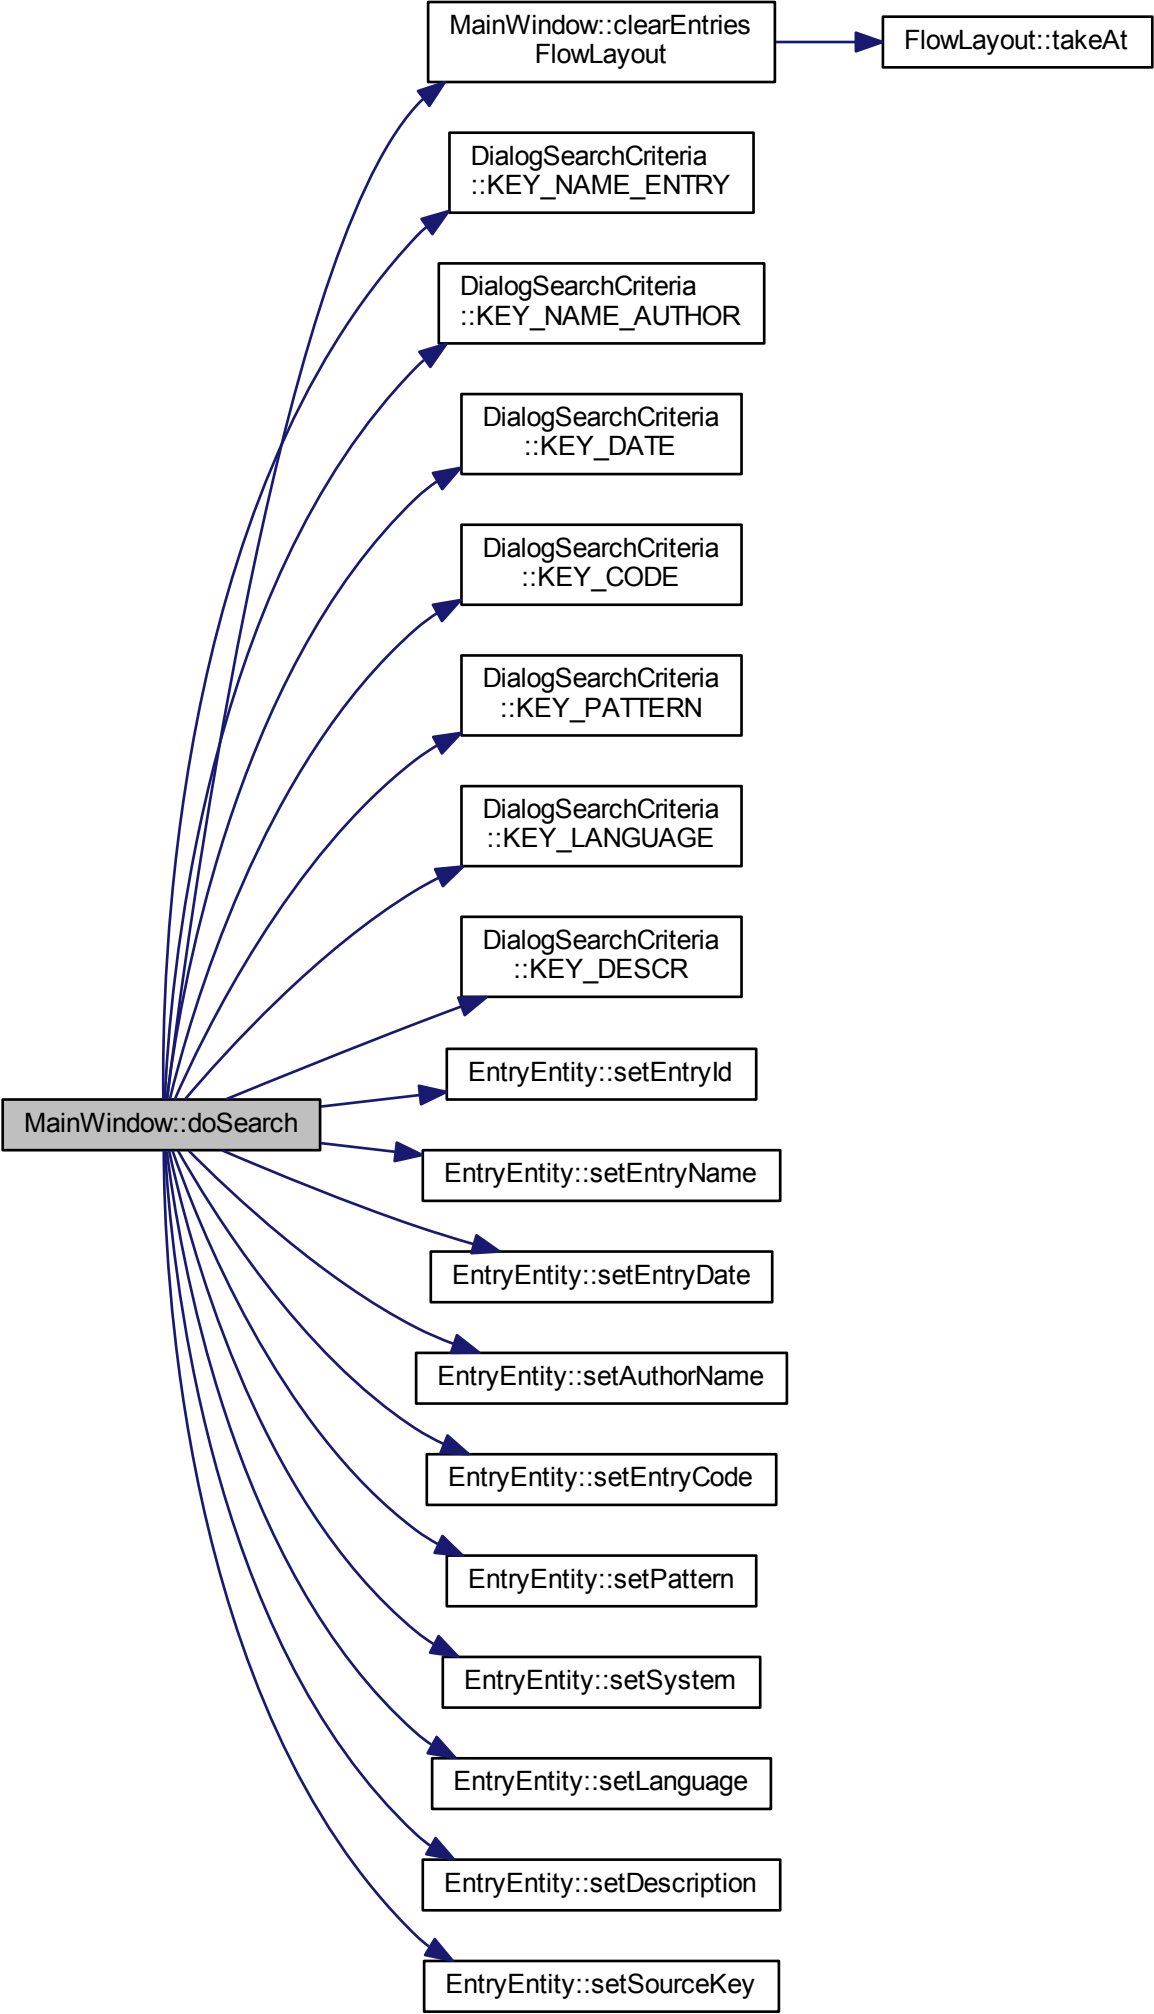 MainWindow::clearEntries
FlowLayout
FlowLayout::takeAt
DialogSearchCriteria
::KEY_NAME_ENTRY
DialogSearchCriteria
::KEY_NAME_AUTHOR
DialogSearchCriteria
::KEY_DATE
DialogSearchCriteria
::KEY_CODE
DialogSearchCriteria
::KEY_PATTERN
DialogSearchCriteria
::KEY_LANGUAGE
DialogSearchCriteria
::KEY_DESCR
EntryEntity::setEntryId
MainWindow::doSearch
EntryEntity::setEntryName
EntryEntity::setEntryDate
EntryEntity::setAuthorName
EntryEntity::setEntryCode
EntryEntity::setPattern
EntryEntity::setSystem
EntryEntity::setLanguage
EntryEntity::setDescription
EntryEntity::setSourceKey